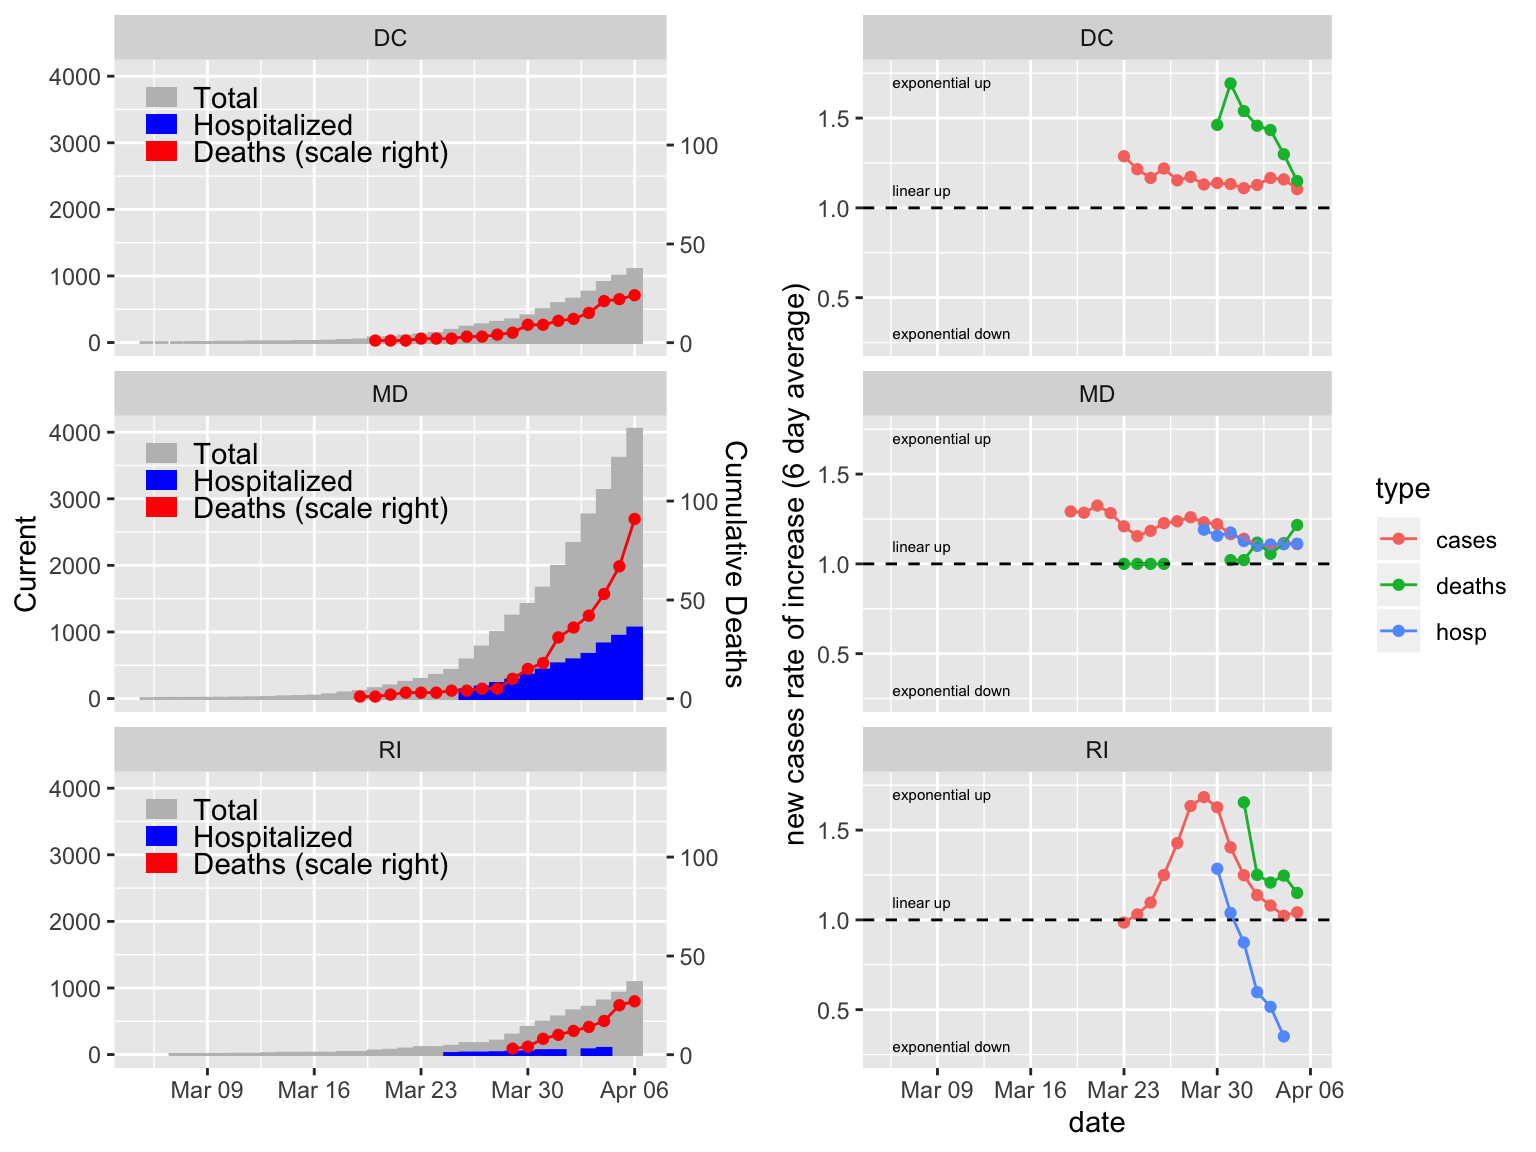 DC
4000
3000
2000
1000
0
Total
Hospitalized
Deaths (scale right)
100
50
0
MD
4000
3000
2000
1000
0
Total
Hospitalized
Deaths (scale right)
100
50
0
RI
4000
3000
2000
1000
0
Total
Hospitalized
Deaths (scale right)
100
50
0
Mar 09 Mar 16 Mar 23 Mar 30 Apr 06
Current
Cumulative Deaths
DC
1.5
1.0
0.5
exponential up
linear up
exponential down
MD
1.5
1.0
0.5
exponential up
linear up
exponential down
RI
1.5
1.0
0.5
exponential up
linear up
exponential down
Mar 09 Mar 16 Mar 23 Mar 30 Apr 06
date
new cases rate of increase (6 day average)
type
cases
deaths
hosp